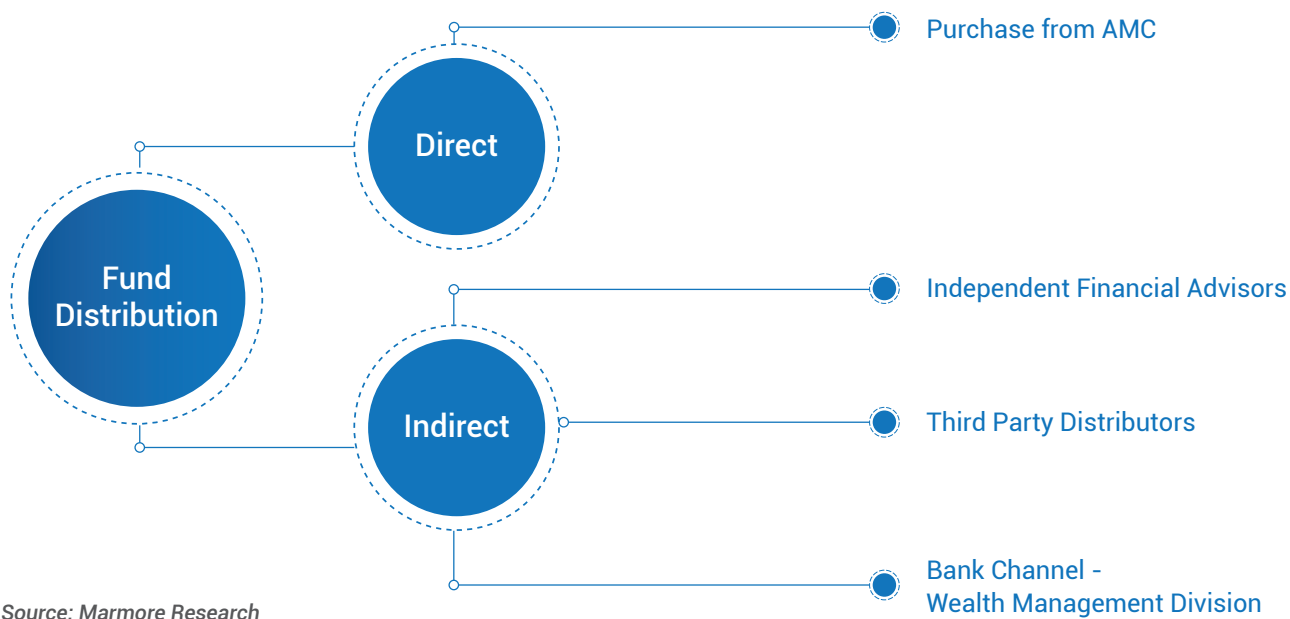 Purchase from AMC
Direct
Fund
Distribution
Independent Financial Advisors
Indirect
Third Party Distributors
Bank Channel -
Wealth Management Division
Source: Marmore Research